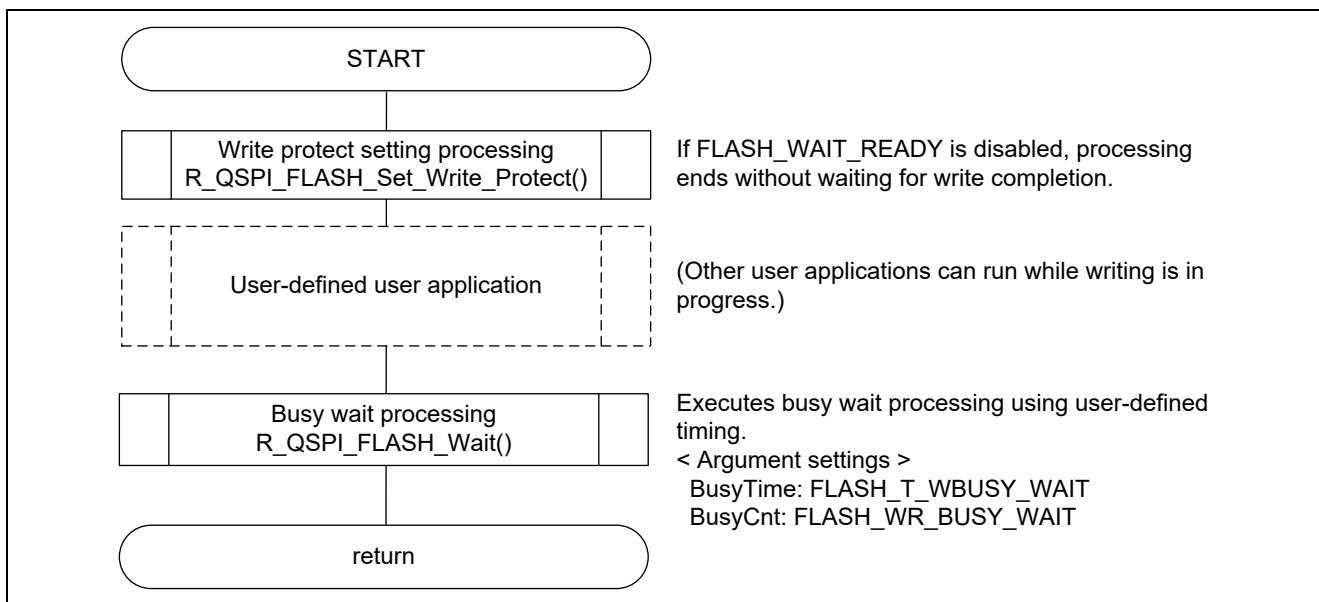 START
Write protect setting processing
R_QSPI_FLASH_Set_Write_Protect()
If FLASH_WAIT_READY is disabled, processing
ends without waiting for write completion.
User-defined user application
(Other user applications can run while writing is in
progress.)
Busy wait processing
R_QSPI_FLASH_Wait()
Executes busy wait processing using user-defined
timing.
< Argument settings >
BusyTime: FLASH_T_WBUSY_WAIT
BusyCnt: FLASH_WR_BUSY_WAIT
return